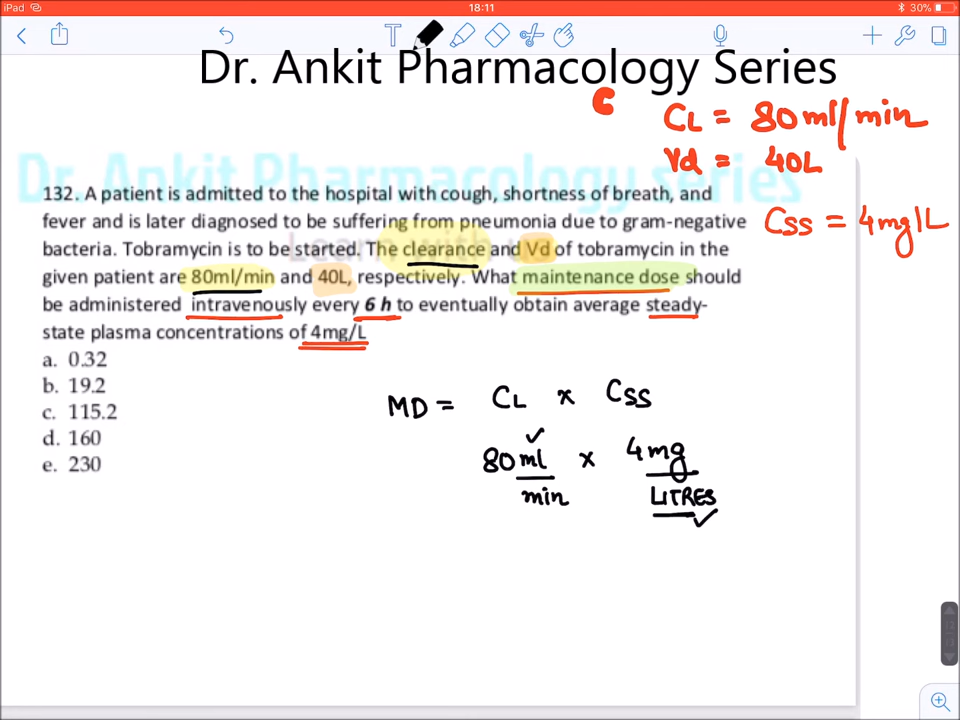 iPad
18:11
30%
T
Dr. Ankit Pharmacology Series
CL = 80ml/min
Vd = 40L
Css = 4mg/L
Dr. Ankit Pharmacology series
132. A patient is admitted to the hospital with cough, shortness of breath, and
fever and is later diagnosed to be suffering from pneumonia due to gram-negative
bacteria. Tobramycin is to be started. The clearance and Vd of tobramycin in the
given patient are 80ml/min and 40L, respectively. What maintenance dose should
be administered intravenously every 6 h to eventually obtain average steady-
state plasma concentrations of 4mg/L
a. 0.32
b. 19.2
c. 115.2
d. 160
e. 230
MD = CL x Css
80 ml x 4mg
min LITRES